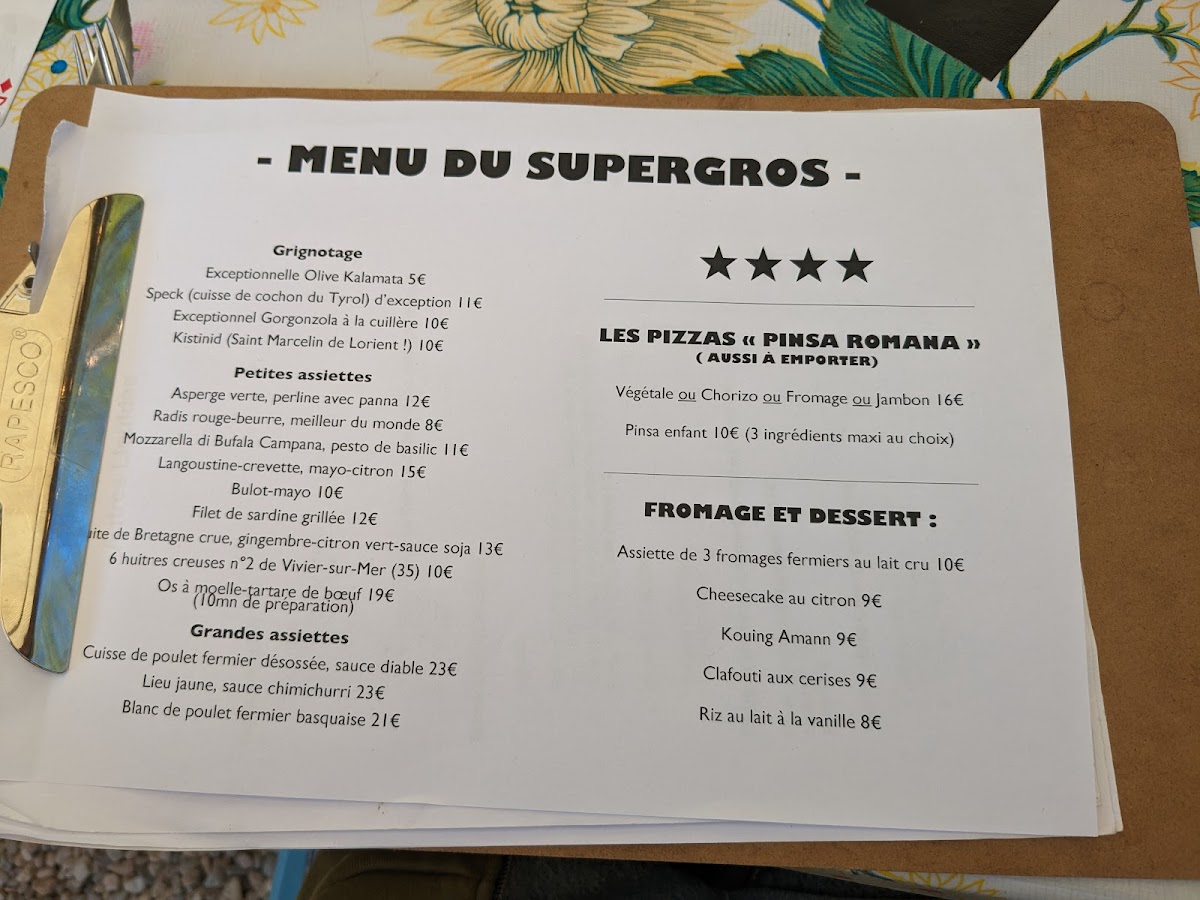 - MENU DU SUPERGROS -
Grignotage
Exceptionnelle Olive Kalamata 5€
Speck (cuisse de cochon du Tyrol) d'exception 11€
Exceptionnel Gorgonzola à la cuillère 10€
Kistinid (Saint Marcelin de Lorient !) 10€
Petites assiettes
Asperge verte, perline avec panna 12€
Radis rouge-beurre, meilleur du monde 8€
Mozzarella di Bufala Campana, pesto de basilic 11€
Langoustine-crevette, mayo-citron 15€
Bulot-mayo 10€
Filet de sardine grillée 12€
de Bretagne crue, gingembre-citron vert-sauce soja 13€
6 huitres creuses n°2 de Vivier-sur-Mer (35) 10€
Os à moelle-tartare de bœuf 19€
(10mn de préparation)
Grandes assiettes
Cuisse de poulet fermier désossée, sauce diable 23€
Lieu jaune, sauce chimichurri 23€
Blanc de poulet fermier basquaise 21€
★★★★
LES PIZZAS « PINSA ROMANA »
( AUSSI À EMPORTER)
Végétale ou Chorizo ou Fromage ou Jambon 16€
Pinsa enfant 10€ (3 ingrédients maxi au choix)
FROMAGE ET DESSERT :
Assiette de 3 fromages fermiers au lait cru 10€
Cheesecake au citron 9€
Kouing Amann 9€
Clafouti aux cerises 9€
Riz au lait à la vanille 8€
RAPESCO®